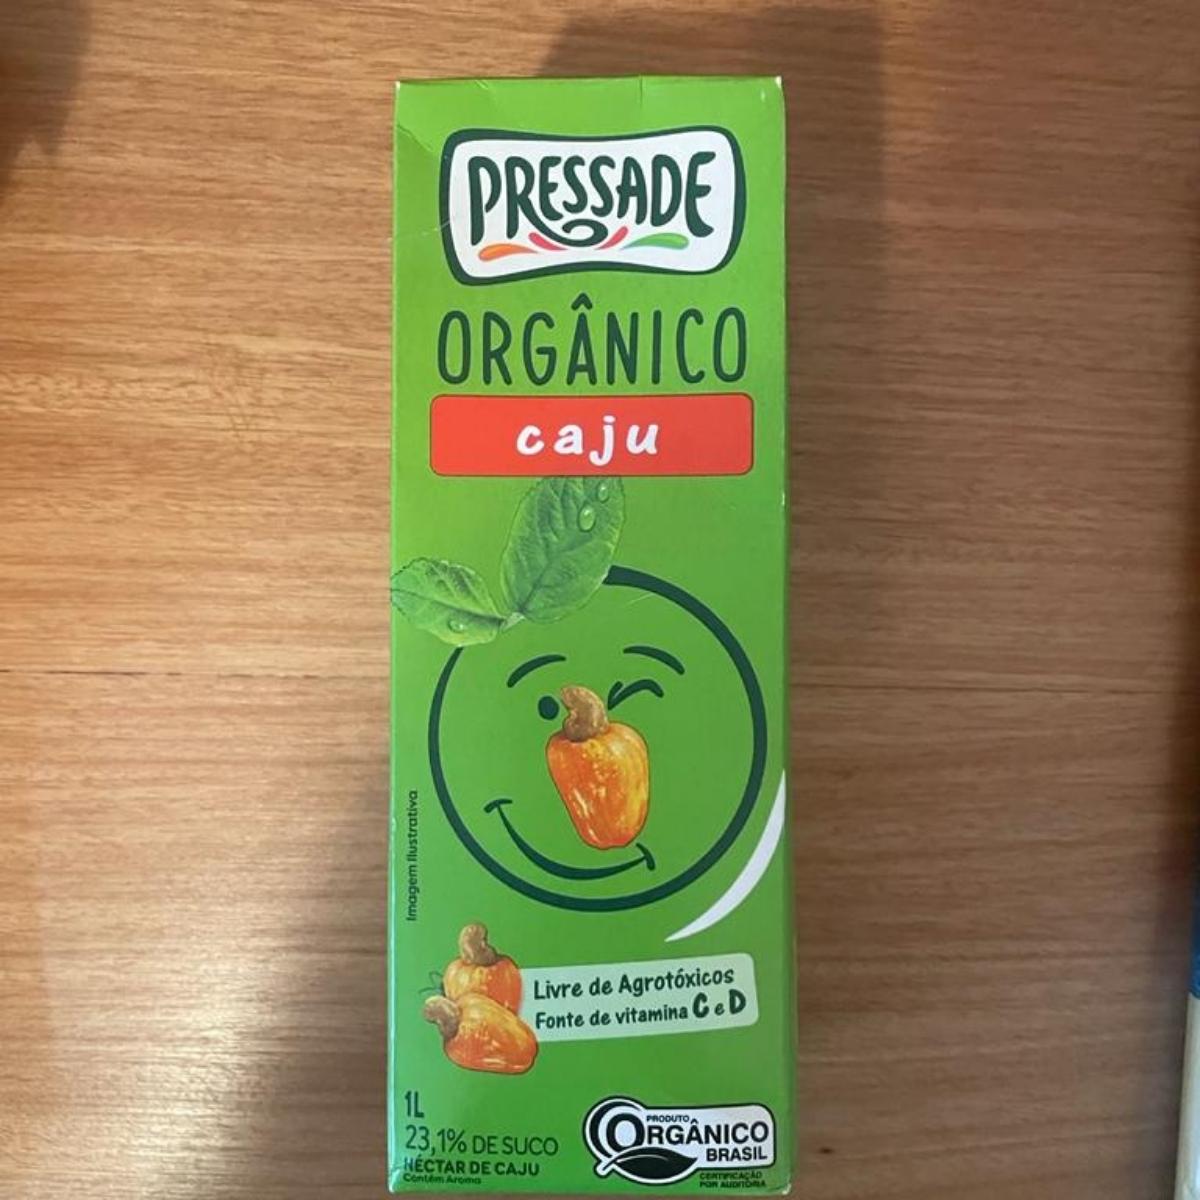 PRESSADE
ORGÂNICO
caju
Imagem Ilustrativa
Livre de Agrotóxicos
Fonte de vitamina C e D
1L
23,1% DE SUCO
NÉCTAR DE CAJU
Contém Aroma
PRODUTO
ORGÂNICO
BRASIL
CERTIFICAÇÃO
POR AUDITORIA